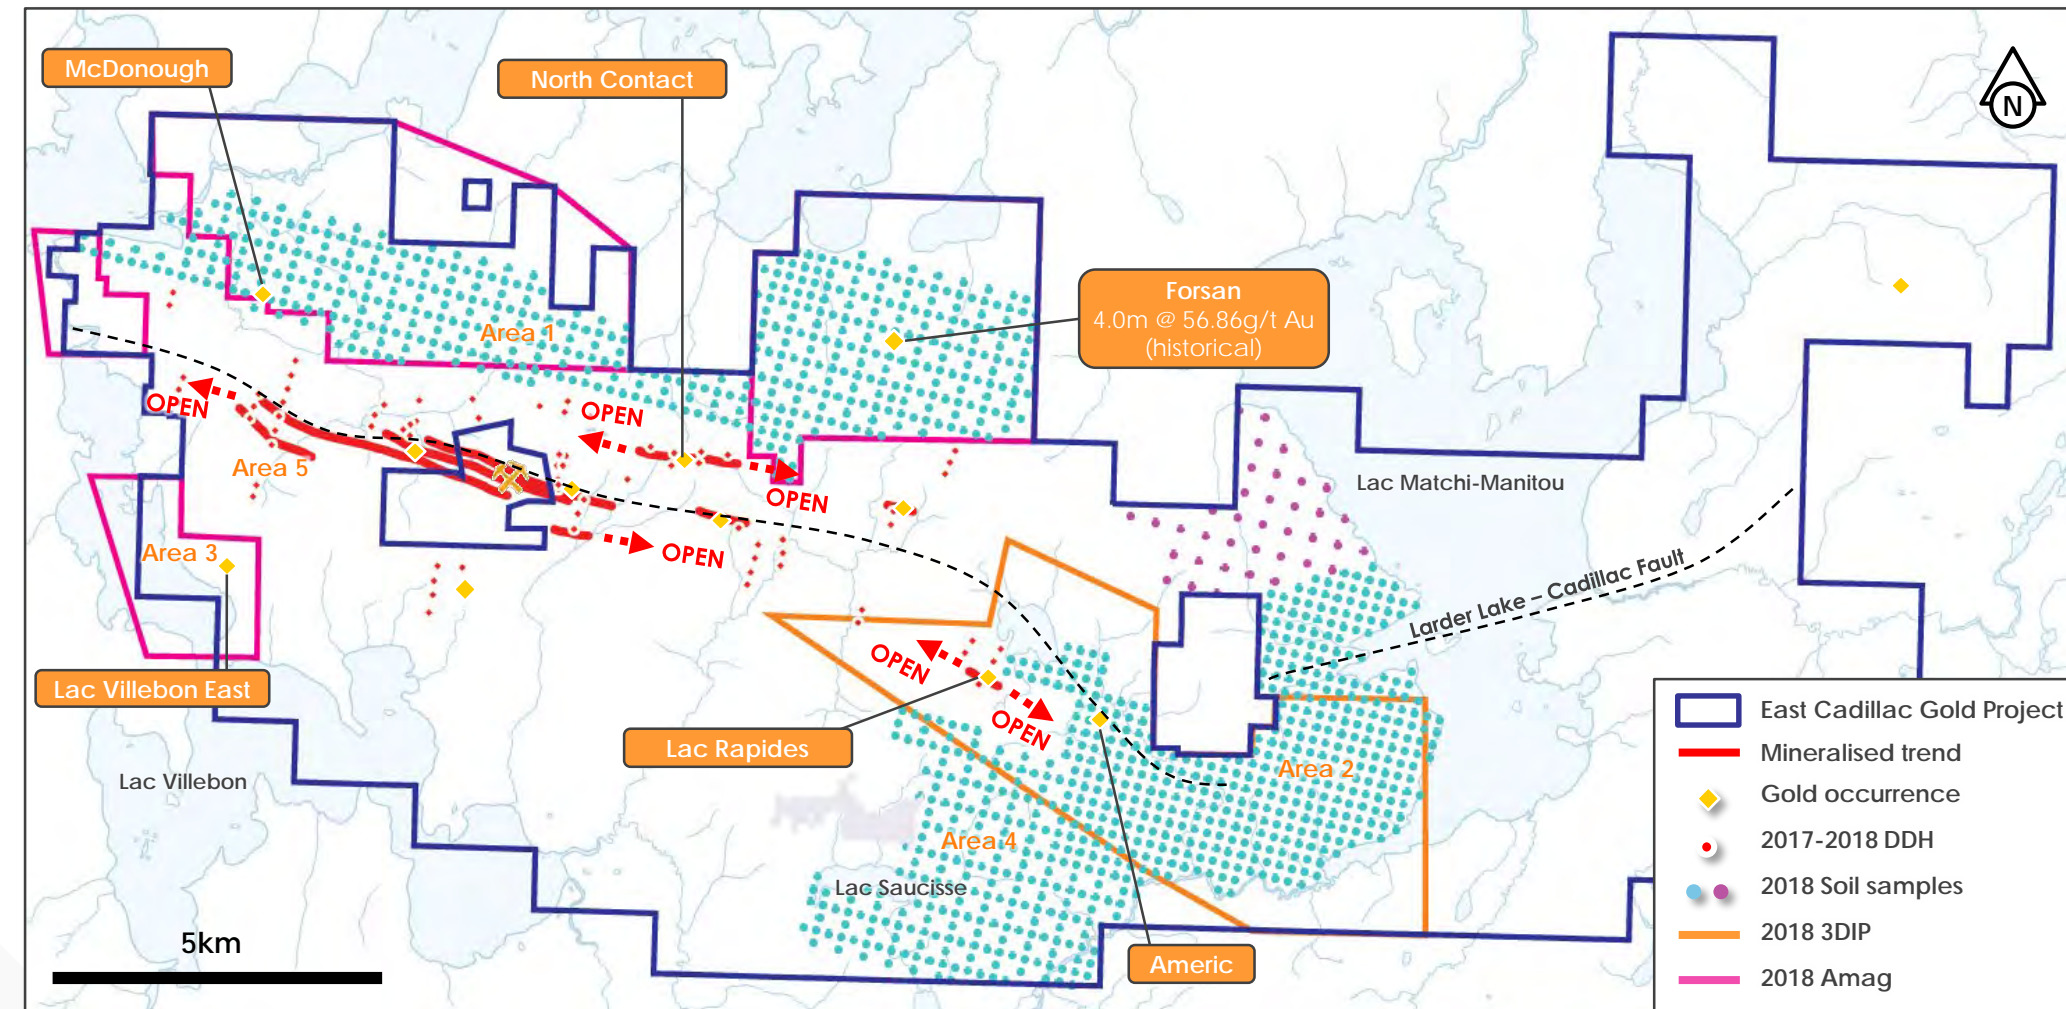 McDonough
North Contact
N
Forsan
4.0m @ 56.86g/t Au
(historical)
Area 1
OPEN
OPEN
Area 5
OPEN
OPEN
Lac Matchi-Manitou
Area 3
Larder Lake – Cadillac Fault
OPEN
Lac Villebon East
OPEN
Lac Rapides
Area 2
Lac Villebon
Area 4
Lac Saucisse
5km
Americ
East Cadillac Gold Project
Mineralised trend
Gold occurrence
2017-2018 DDH
2018 Soil samples
2018 3DIP
2018 Amag